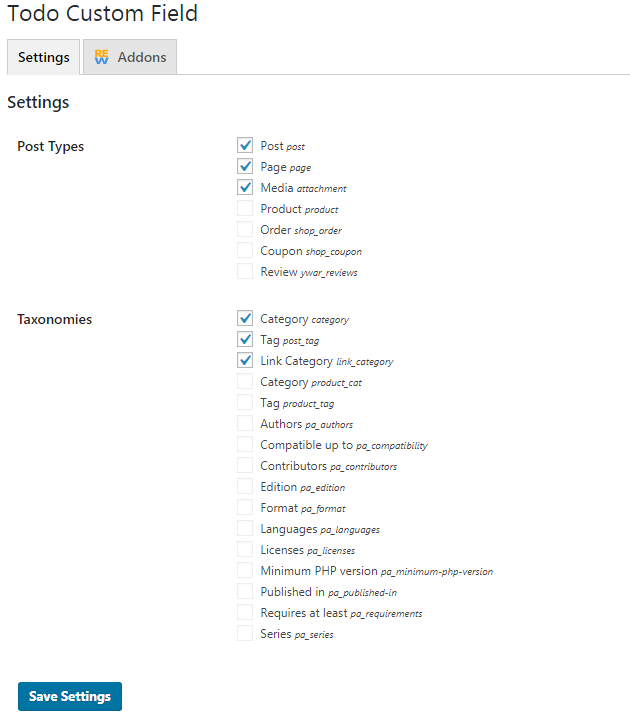 Todo Custom Field
Settings
REW Addons
Settings
Post Types
Post post
Page page
Media attachment
Product product
Order shop_order
Coupon shop_coupon
Review ywar_reviews
Taxonomies
Category category
Tag post_tag
Link Category link_category
Category product_cat
Tag product_tag
Authors pa_authors
Compatible up to pa_compatibility
Contributors pa_contributors
Edition pa_edition
Format pa_format
Languages pa_languages
Licenses pa_licenses
Minimum PHP version pa_minimum-php-version
Published in pa_published-in
Requires at least pa_requirements
Series pa_series
Save Settings